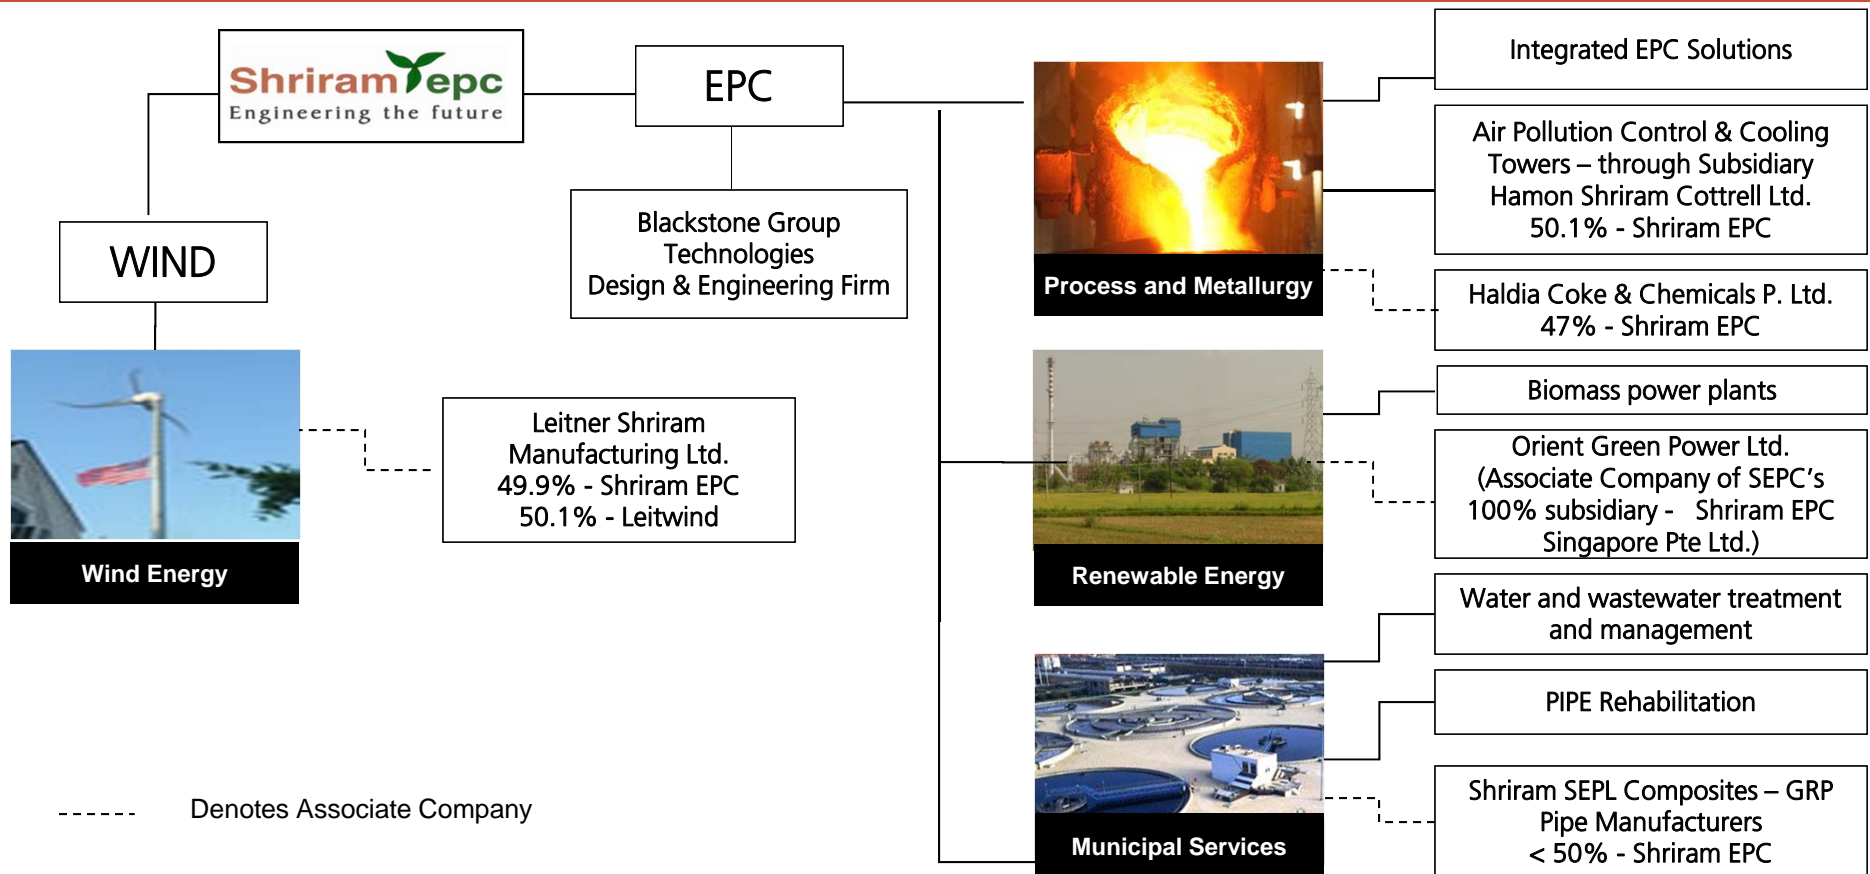 Shriram epc
Engineering the future
EPC
WIND
Blackstone Group
Technologies
Design & Engineering Firm
Wind Energy
Leitner Shriram
Manufacturing Ltd.
49.9% - Shriram EPC
50.1% - Leitwind
Process and Metallurgy
Integrated EPC Solutions
Air Pollution Control & Cooling
Towers – through Subsidiary
Hamon Shriram Cottrell Ltd.
50.1% - Shriram EPC
Haldia Coke & Chemicals P. Ltd.
47% - Shriram EPC
Renewable Energy
Biomass power plants
Orient Green Power Ltd.
(Associate Company of SEPC’s
100% subsidiary - Shriram EPC
Singapore Pte Ltd.)
Municipal Services
Water and wastewater treatment
and management
PIPE Rehabilitation
Shriram SEPL Composites – GRP
Pipe Manufacturers
< 50% - Shriram EPC
Denotes Associate Company